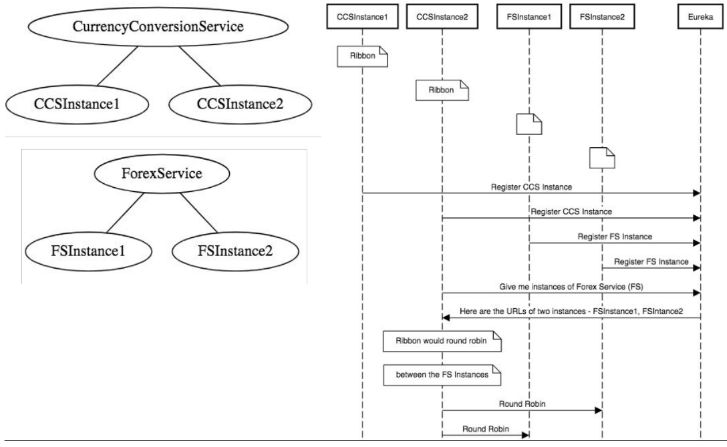 CurrencyConversionService
CCSInstance1
CCSInstance2
ForexService
FSInstance1
FSInstance2
CCSInstance1
CCSInstance2
FSInstance1
FSInstance2
Eureka
Ribbon
Ribbon
Register CCS Instance
Register CCS Instance
Register FS Instance
Register FS Instance
Give me instances of Forex Service (FS)
Here are the URLs of two instances - FSInstance1, FSIntance2
Ribbon would round robin
between the FS Instances
Round Robin
Round Robin